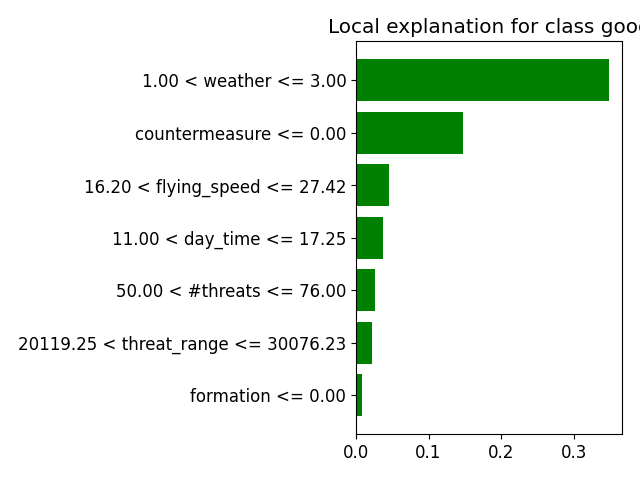 Local explanation for class good
1.00 < weather <= 3.00
countermeasure <= 0.00
16.20 < flying_speed <= 27.42
11.00 < day_time <= 17.25
50.00 < #threats <= 76.00
20119.25 < threat_range <= 30076.23
formation <= 0.00
0.0 0.1 0.2 0.3